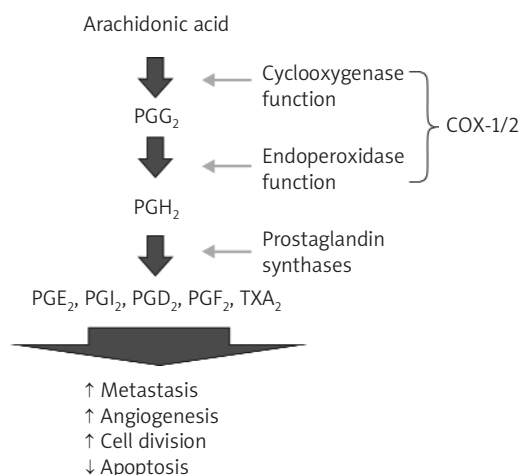 Arachidonic acid
Cyclooxygenase
function
PGG₂
COX-1/2
Endoperoxidase
function
PGH₂
Prostaglandin
synthases
PGE₂, PGI₂, PGD₂, PGF₂, TXA₂
↑ Metastasis
↑ Angiogenesis
↑ Cell division
↓ Apoptosis